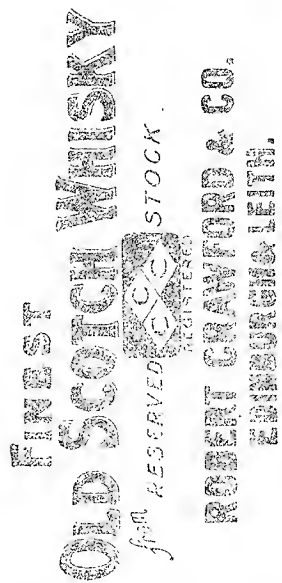 FINEST
OLD SCOTCH WHISKY
from RESERVED STOCK.
C C C
REGISTERED
ROBERT CRAWFORD & CO.
EDINBURGH & LEITH.